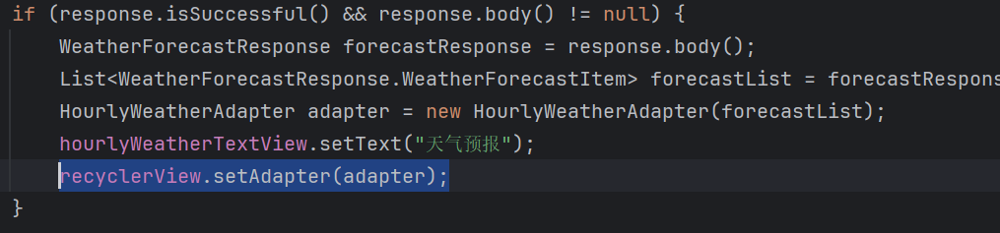 if (response.isSuccessful() && response.body() != null) {
WeatherForecastResponse forecastResponse = response.body();
List<WeatherForecastResponse.WeatherForecastItem> forecastList = forecastRespons
HourlyWeatherAdapter adapter = new HourlyWeatherAdapter(forecastList);
hourlyWeatherTextView.setText("天气预报");
recyclerView.setAdapter(adapter);
}